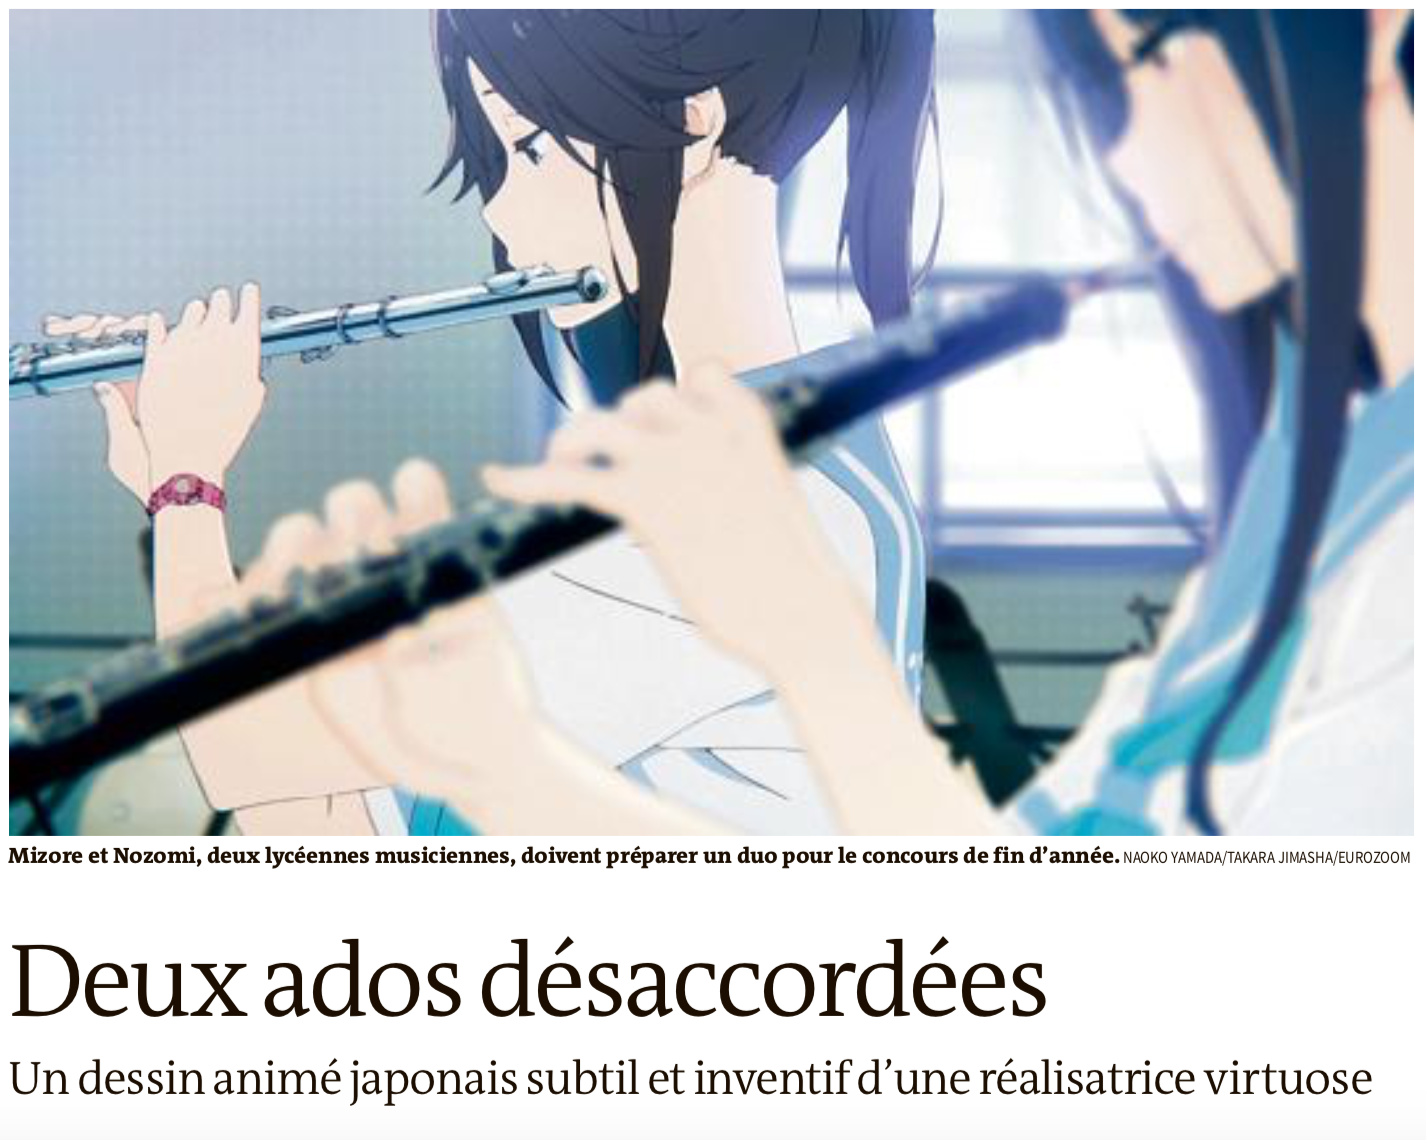 Mizore et Nozomi, deux lycéennes musiciennes, doivent préparer un duo pour le concours de fin d’année. NAOKO YAMADA/TAKARA JIMASHA/EUROZOOM
Deux ados désaccordées
Un dessin animé japonais subtil et inventif d’une réalisatrice virtuose